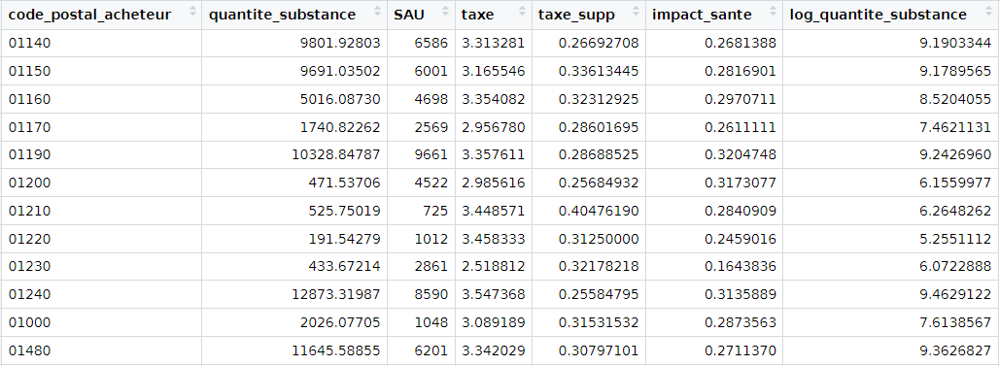 code_postal_acheteur quantite_substance SAU taxe taxe_supp impact_sante log_quantite_substance
01140 9801.92803 6586 3.313281 0.26692708 0.2681388 9.1903344
01150 9691.03502 6001 3.165546 0.33613445 0.2816901 9.1789565
01160 5016.08730 4698 3.354082 0.32312925 0.2970711 8.5204055
01170 1740.82262 2569 2.956780 0.28601695 0.2611111 7.4621131
01190 10328.84787 9661 3.357611 0.28688525 0.3204748 9.2426960
01200 471.53706 4522 2.985616 0.25684932 0.3173077 6.1559977
01210 525.75019 725 3.448571 0.40476190 0.2840909 6.2648262
01220 191.54279 1012 3.458333 0.31250000 0.2459016 5.2551112
01230 433.67214 2861 2.518812 0.32178218 0.1643836 6.0722888
01240 12873.31987 8590 3.547368 0.25584795 0.3135889 9.4629122
01000 2026.07705 1048 3.089189 0.31531532 0.2873563 7.6138567
01480 11645.58855 6201 3.342029 0.30797101 0.2711370 9.3626827